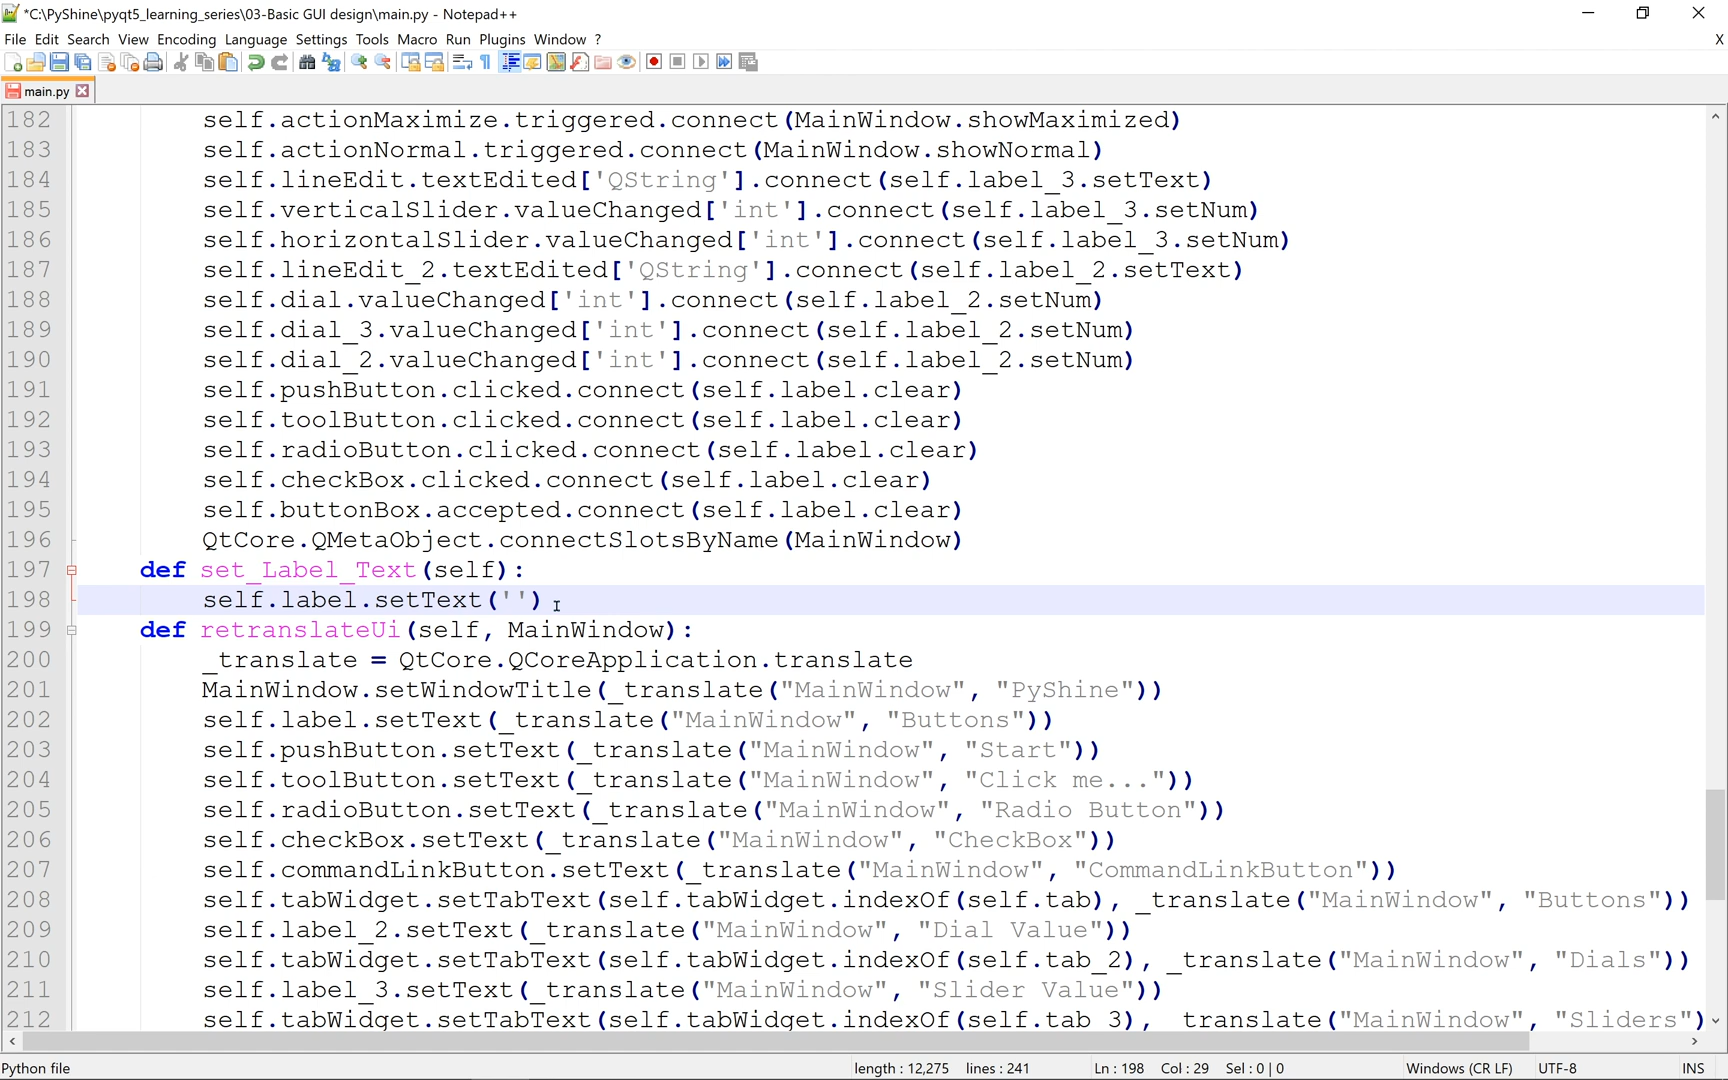 *C:\PyShine\pyqt5_learning_series\03-Basic GUI design\main.py - Notepad++
File Edit Search View Encoding Language Settings Tools Macro Run Plugins Window ? X
main.py
182 self.actionMaximize.triggered.connect(MainWindow.showMaximized)
183 self.actionNormal.triggered.connect(MainWindow.showNormal)
184 self.lineEdit.textEdited['QString'].connect(self.label_3.setText)
185 self.verticalSlider.valueChanged['int'].connect(self.label_3.setNum)
186 self.horizontalSlider.valueChanged['int'].connect(self.label_3.setNum)
187 self.lineEdit_2.textEdited['QString'].connect(self.label_2.setText)
188 self.dial.valueChanged['int'].connect(self.label_2.setNum)
189 self.dial_3.valueChanged['int'].connect(self.label_2.setNum)
190 self.dial_2.valueChanged['int'].connect(self.label_2.setNum)
191 self.pushButton.clicked.connect(self.label.clear)
192 self.toolButton.clicked.connect(self.label.clear)
193 self.radioButton.clicked.connect(self.label.clear)
194 self.checkBox.clicked.connect(self.label.clear)
195 self.buttonBox.accepted.connect(self.label.clear)
196 QtCore.QMetaObject.connectSlotsByName(MainWindow)
197 def set_Label_Text(self):
198 self.label.setText('')
199 def retranslateUi(self, MainWindow):
200 _translate = QtCore.QCoreApplication.translate
201 MainWindow.setWindowTitle(_translate("MainWindow", "PyShine"))
202 self.label.setText(_translate("MainWindow", "Buttons"))
203 self.pushButton.setText(_translate("MainWindow", "Start"))
204 self.toolButton.setText(_translate("MainWindow", "Click me..."))
205 self.radioButton.setText(_translate("MainWindow", "Radio Button"))
206 self.checkBox.setText(_translate("MainWindow", "CheckBox"))
207 self.commandLinkButton.setText(_translate("MainWindow", "CommandLinkButton"))
208 self.tabWidget.setTabText(self.tabWidget.indexOf(self.tab), _translate("MainWindow", "Buttons"))
209 self.label_2.setText(_translate("MainWindow", "Dial Value"))
210 self.tabWidget.setTabText(self.tabWidget.indexOf(self.tab_2), _translate("MainWindow", "Dials"))
211 self.label_3.setText(_translate("MainWindow", "Slider Value"))
212 self.tabWidget.setTabText(self.tabWidget.indexOf(self.tab_3), _translate("MainWindow", "Sliders")
Python file length : 12,275 lines : 241 Ln : 198 Col : 29 Sel : 0 | 0 Windows (CR LF) UTF-8 INS